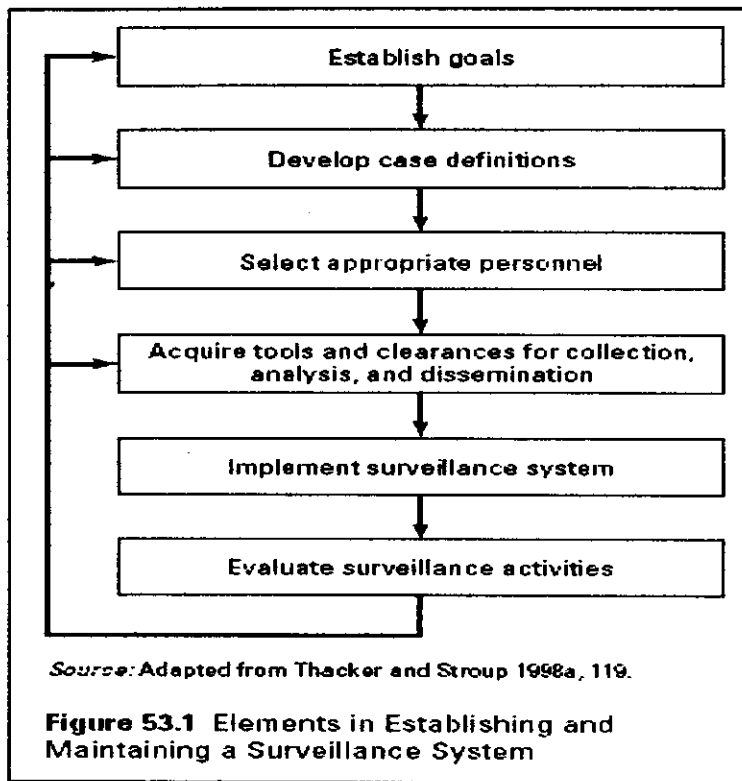 Establish goals
Develop case definitions
Select appropriate personnel
Acquire tools and clearances for collection,
analysis, and dissemination
Implement surveillance system
Evaluate surveillance activities
Source: Adapted from Thacker and Stroup 1998a, 119.
Figure 53.1 Elements in Establishing and
Maintaining a Surveillance System